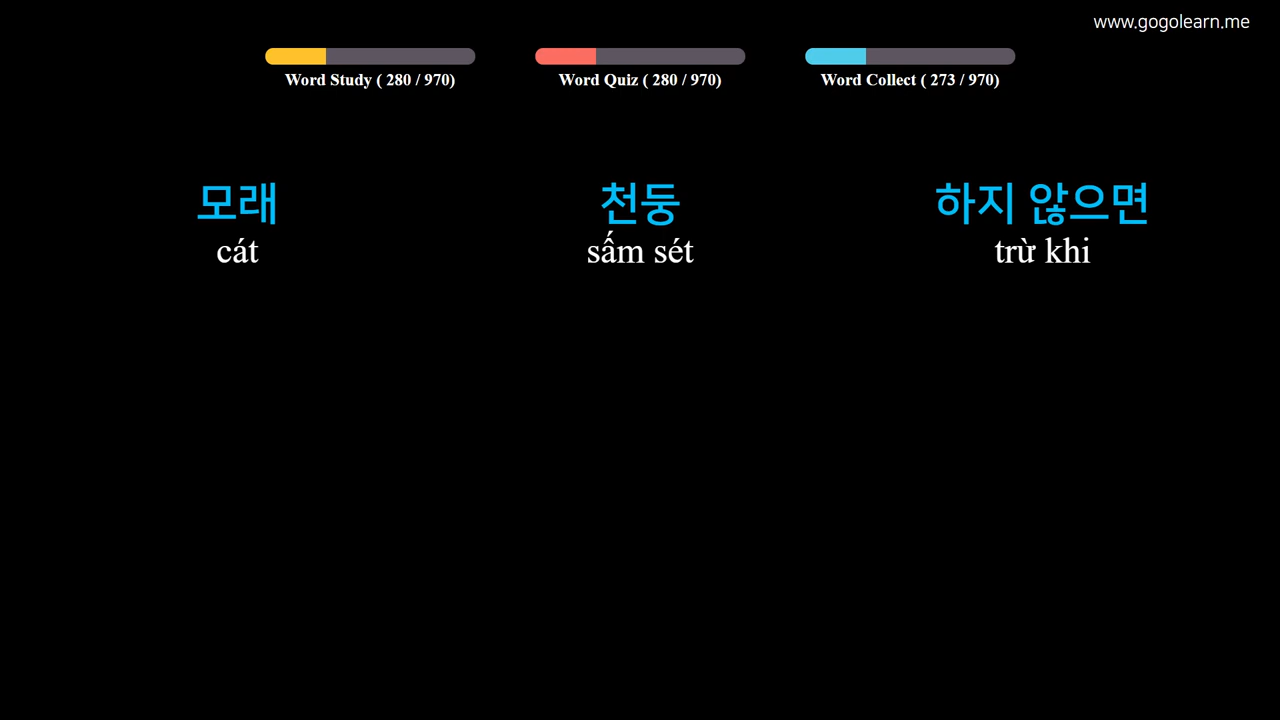 www.gogolearn.me
Word Study ( 280 / 970)
Word Quiz ( 280 / 970)
Word Collect ( 273 / 970)
모래
cát
천둥
sấm sét
하지 않으면
trừ khi